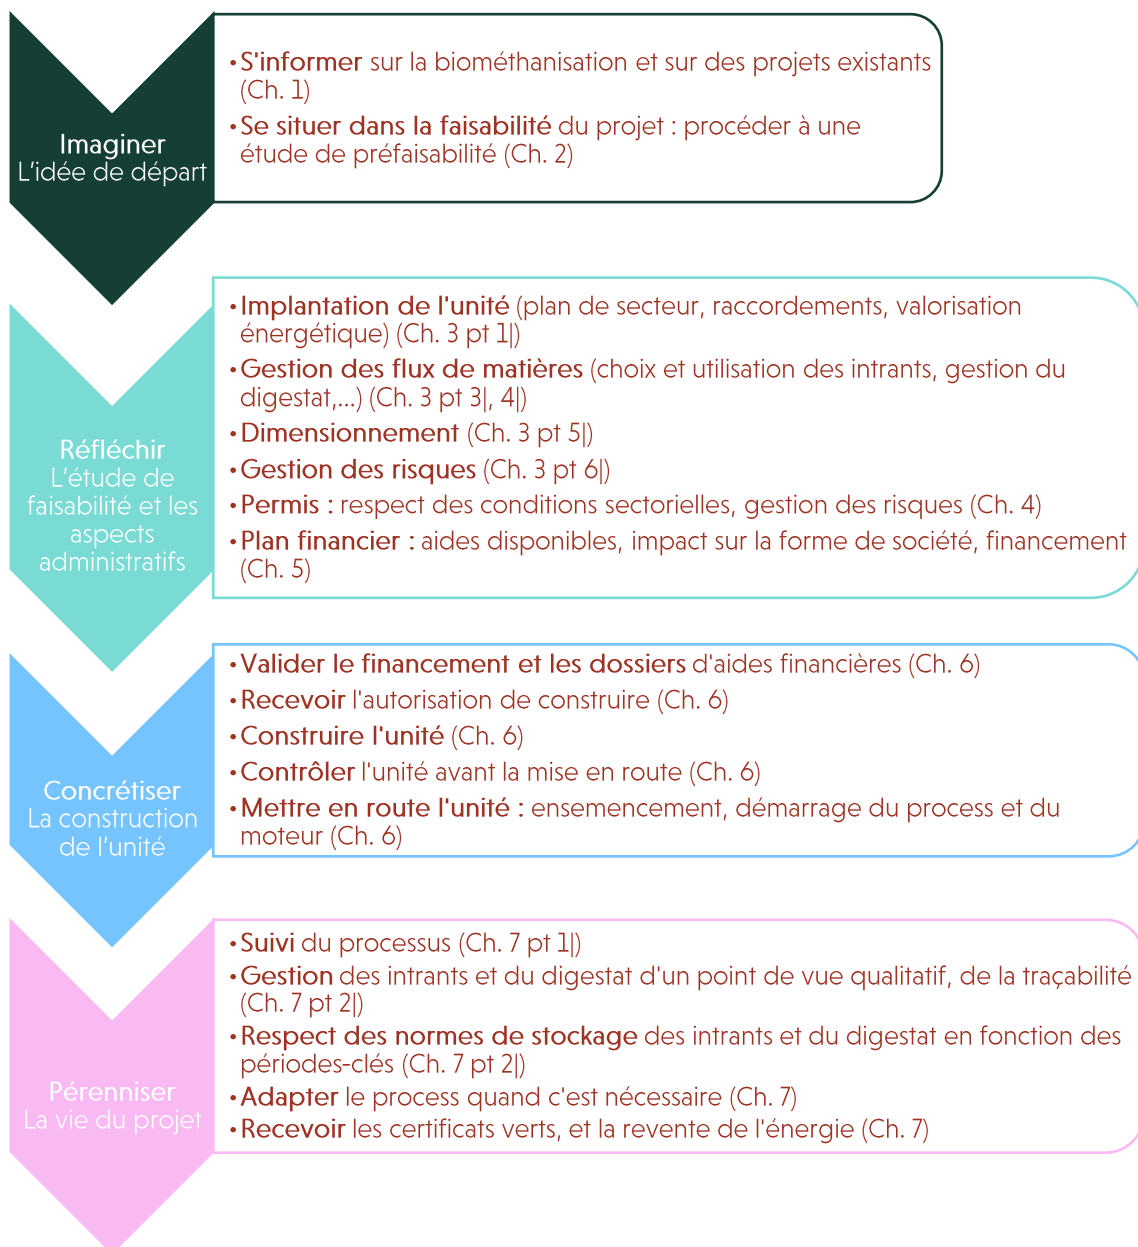 Imaginer
L'idée de départ
•S'informer sur la biométhanisation et sur des projets existants
(Ch. 1)
•Se situer dans la faisabilité du projet : procéder à une
étude de préfaisabilité (Ch. 2)
Réfléchir
L'étude de
faisabilité et les
aspects
administratifs
•Implantation de l'unité (plan de secteur, raccordements, valorisation
énergétique) (Ch. 3 pt 1|)
•Gestion des flux de matières (choix et utilisation des intrants, gestion du
digestat,...) (Ch. 3 pt 3|, 4|)
•Dimensionnement (Ch. 3 pt 5|)
•Gestion des risques (Ch. 3 pt 6|)
•Permis : respect des conditions sectorielles, gestion des risques (Ch. 4)
•Plan financier : aides disponibles, impact sur la forme de société, financement
(Ch. 5)
Concrétiser
La construction
de l'unité
•Valider le financement et les dossiers d'aides financières (Ch. 6)
•Recevoir l'autorisation de construire (Ch. 6)
•Construire l'unité (Ch. 6)
•Contrôler l'unité avant la mise en route (Ch. 6)
•Mettre en route l'unité : ensemencement, démarrage du process et du
moteur (Ch. 6)
Pérenniser
La vie du projet
•Suivi du processus (Ch. 7 pt 1|)
•Gestion des intrants et du digestat d'un point de vue qualitatif, de la traçabilité
(Ch. 7 pt 2|)
•Respect des normes de stockage des intrants et du digestat en fonction des
périodes-clés (Ch. 7 pt 2|)
•Adapter le process quand c'est nécessaire (Ch. 7)
•Recevoir les certificats verts, et la revente de l'énergie (Ch. 7)